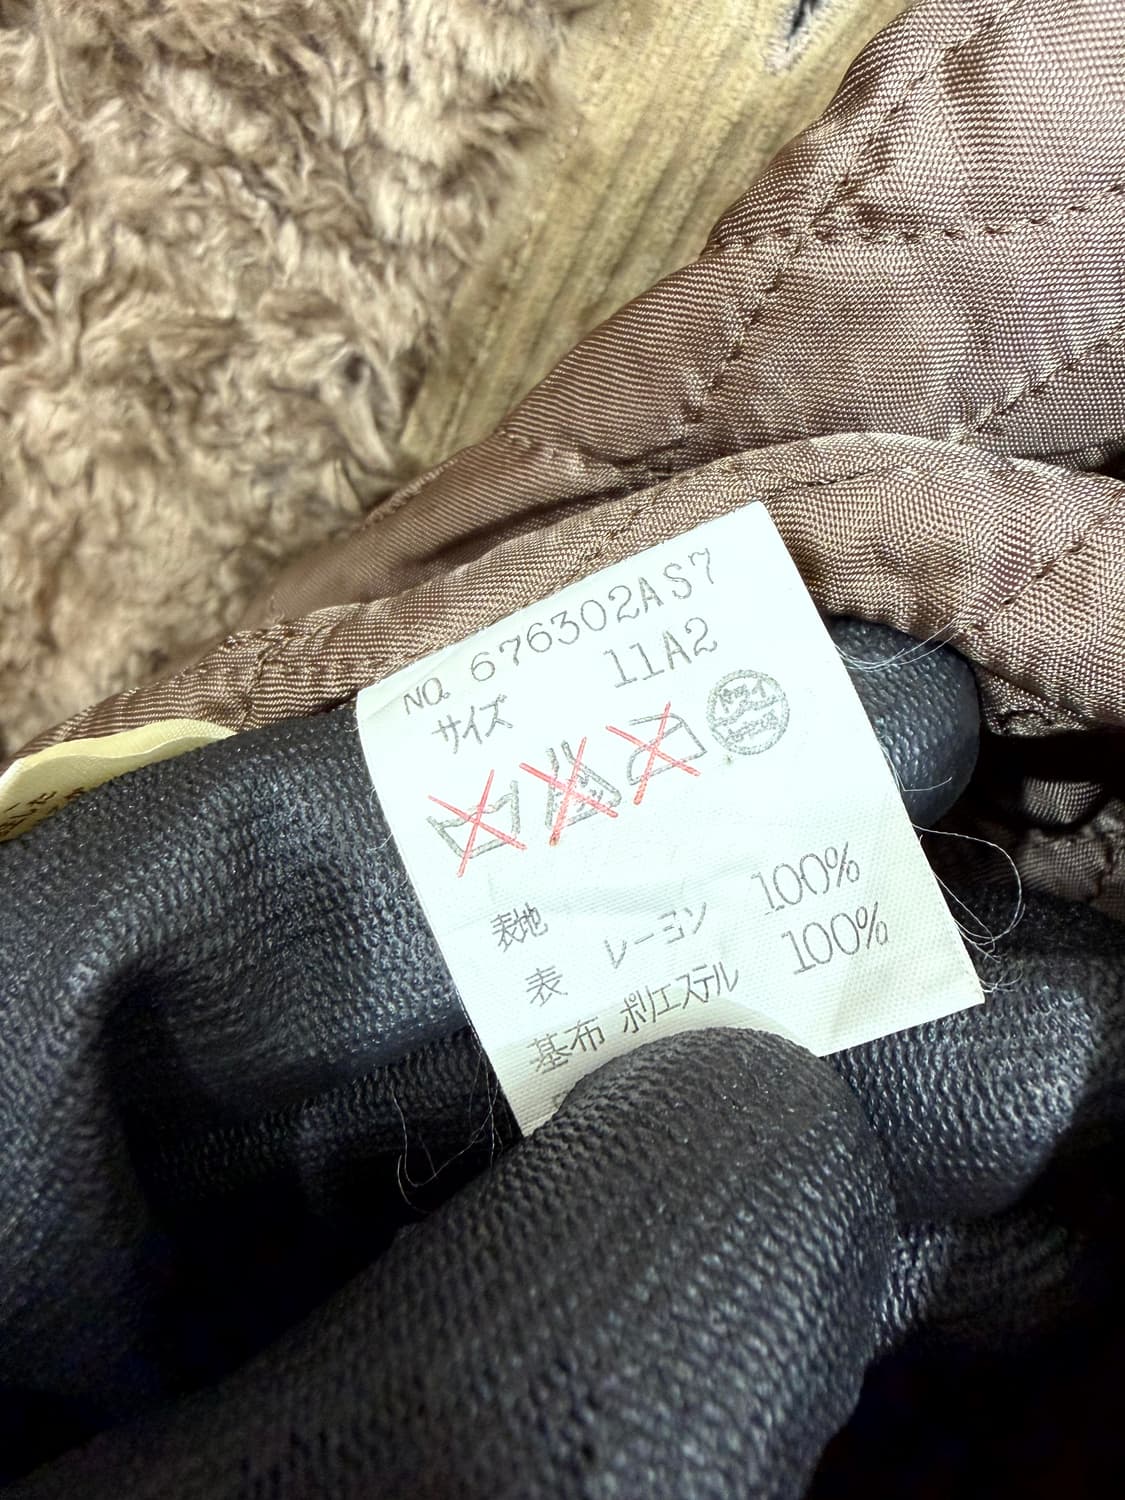 NO. 676302AS7
サイズ 11A2
表地
表 レーヨン 100%
基布 ポリエステル 100%